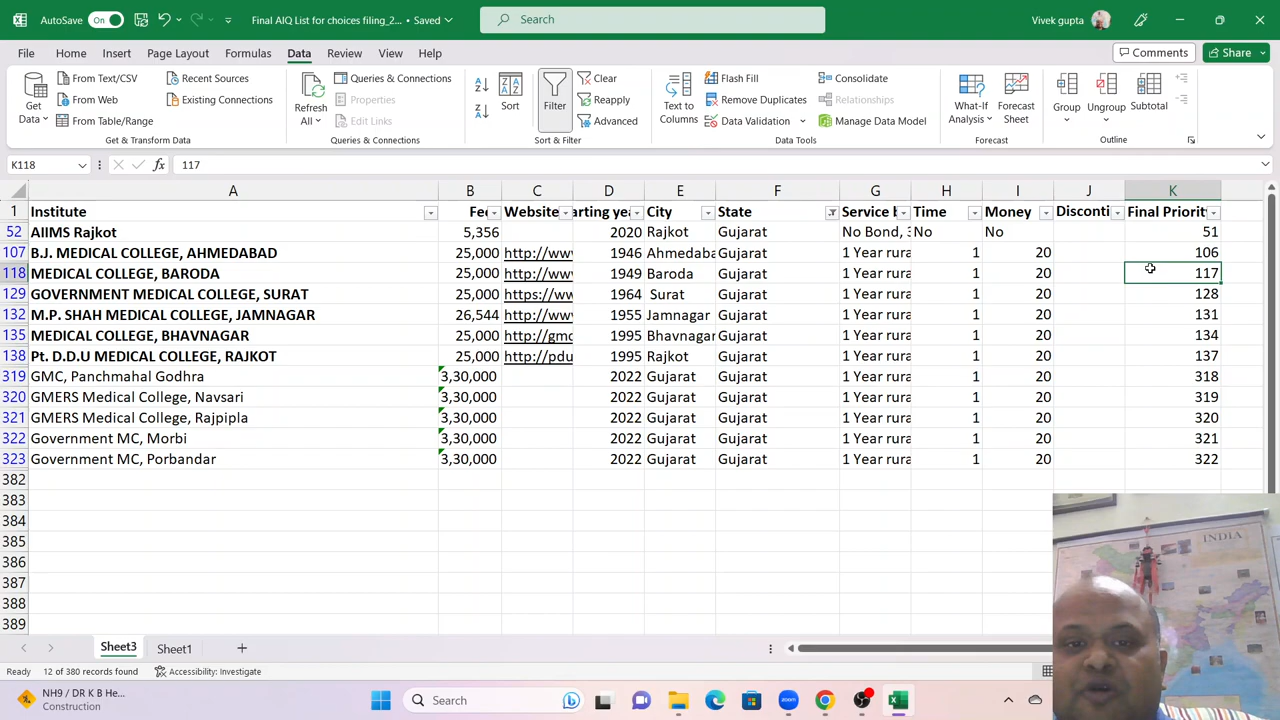 AutoSave On Final AIQ List for choices filing_2... • Saved Search Vivek gupta
File Home Insert Page Layout Formulas Data Review View Help Comments Share
Get Data From Text/CSV Recent Sources Refresh All Queries & Connections Sort Filter Clear Text to Columns Flash Fill Consolidate What-If Analysis Forecast Sheet Group Ungroup Subtotal
From Web Existing Connections Properties Reapply Remove Duplicates Relationships
From Table/Range Edit Links Advanced Data Validation Manage Data Model
Get & Transform Data Queries & Connections Sort & Filter Data Tools Forecast Outline
K118 fx 117
A B C D E F G H I J K
1 Institute Fee Website arting yea City State Service b Time Money Disconti Final Priority
52 AIIMS Rajkot 5,356 2020 Rajkot Gujarat No Bond, 3 No No 51
107 B.J. MEDICAL COLLEGE, AHMEDABAD 25,000 http://www 1946 Ahmedaba Gujarat 1 Year rura 1 20 106
118 MEDICAL COLLEGE, BARODA 25,000 http://www 1949 Baroda Gujarat 1 Year rura 1 20 117
129 GOVERNMENT MEDICAL COLLEGE, SURAT 25,000 https://ww 1964 Surat Gujarat 1 Year rura 1 20 128
132 M.P. SHAH MEDICAL COLLEGE, JAMNAGAR 26,544 http://www 1955 Jamnagar Gujarat 1 Year rura 1 20 131
135 MEDICAL COLLEGE, BHAVNAGAR 25,000 http://gmc 1995 Bhavnagar Gujarat 1 Year rura 1 20 134
138 Pt. D.D.U MEDICAL COLLEGE, RAJKOT 25,000 http://pdu 1995 Rajkot Gujarat 1 Year rura 1 20 137
319 GMC, Panchmahal Godhra 3,30,000 2022 Gujarat Gujarat 1 Year rura 1 20 318
320 GMERS Medical College, Navsari 3,30,000 2022 Gujarat Gujarat 1 Year rura 1 20 319
321 GMERS Medical College, Rajpipla 3,30,000 2022 Gujarat Gujarat 1 Year rura 1 20 320
322 Government MC, Morbi 3,30,000 2022 Gujarat Gujarat 1 Year rura 1 20 321
323 Government MC, Porbandar 3,30,000 2022 Gujarat Gujarat 1 Year rura 1 20 322
382
383
384
385
386
387
388
389
INDIA
Sheet3 Sheet1
Ready 12 of 380 records found Accessibility: Investigate
NH9 / DR K B He... Search
Construction